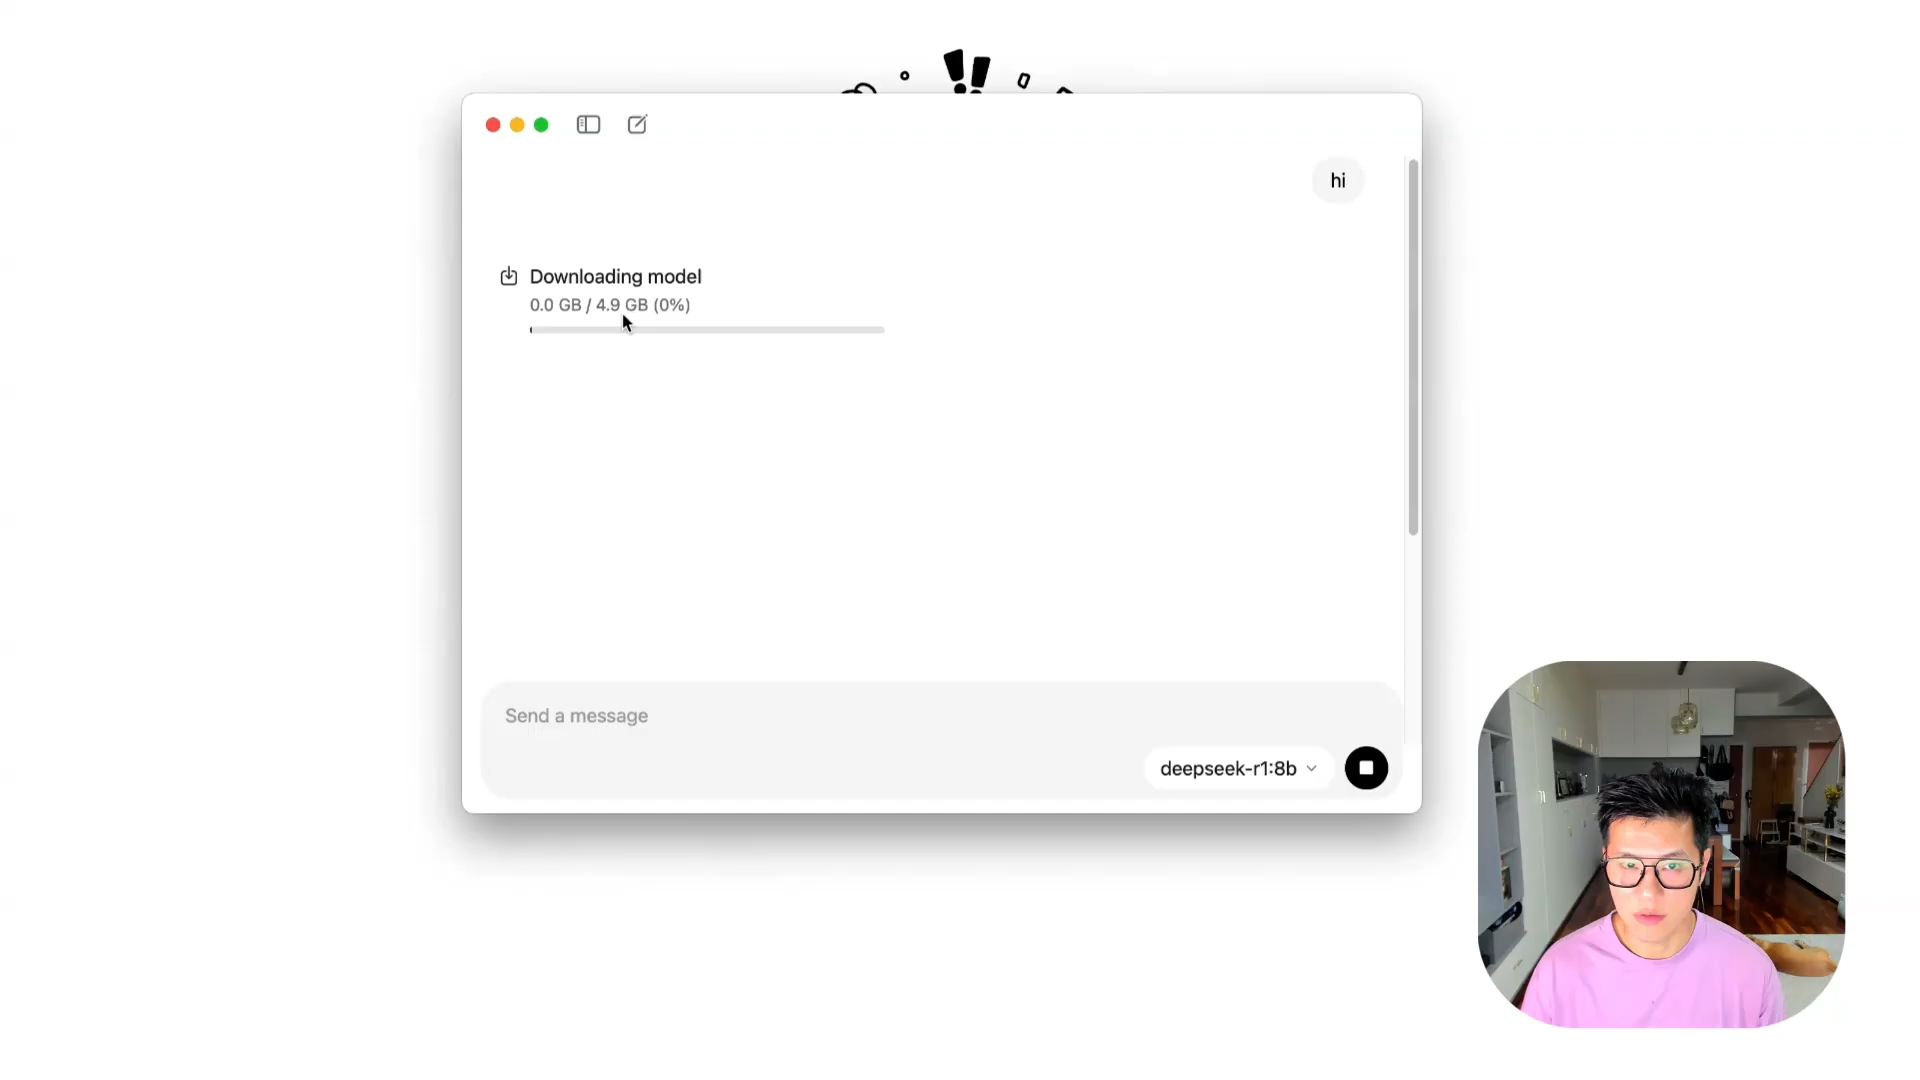 hi
Downloading model
0.0 GB / 4.9 GB (0%)
Send a message
deepseek-r1:8b